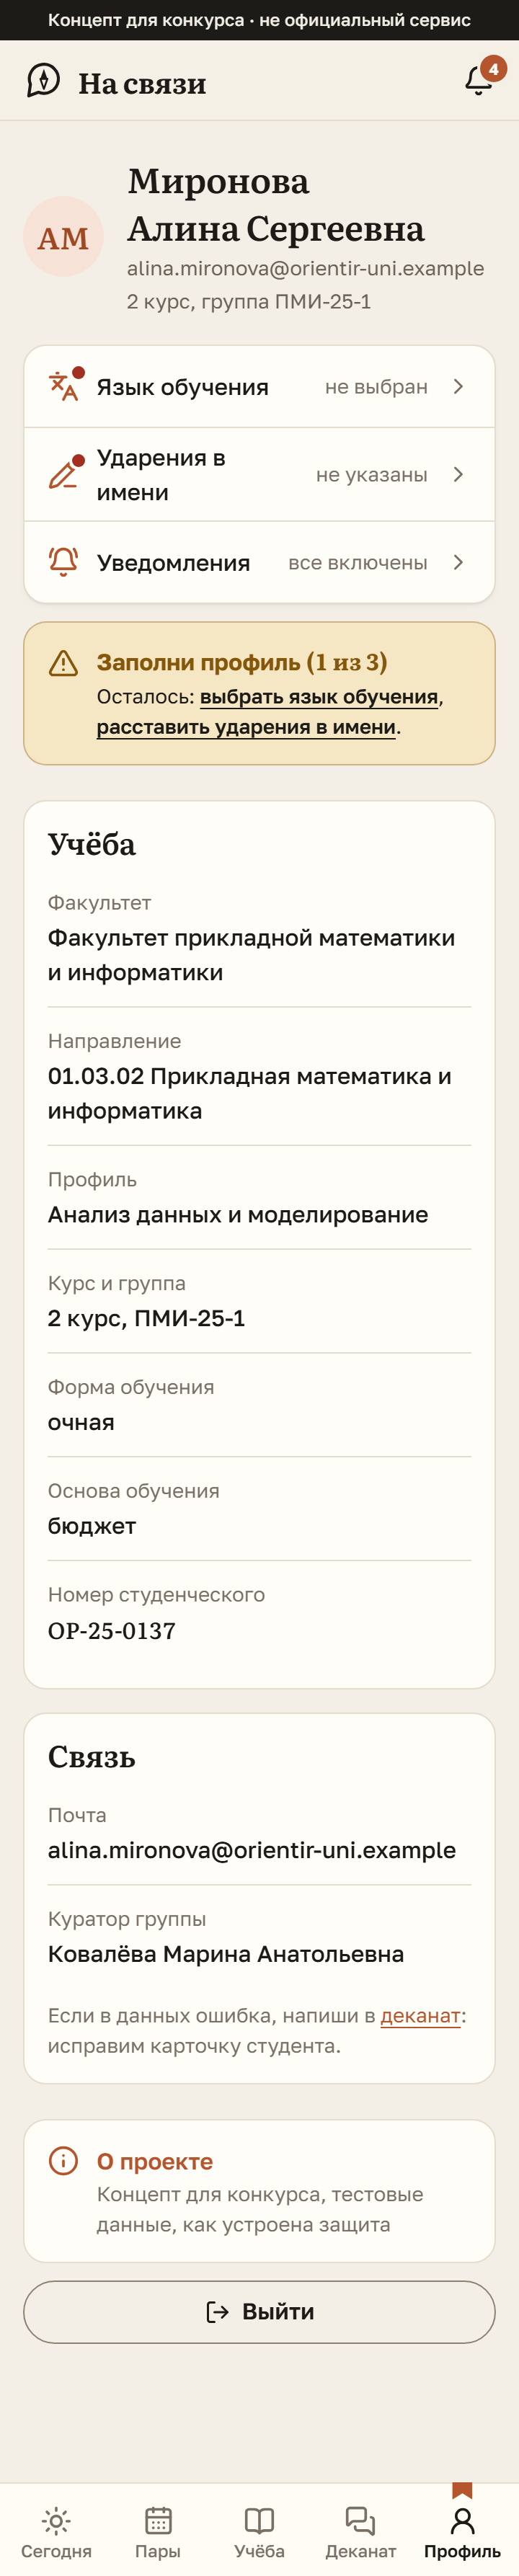 Концепт для конкурса · не официальный сервис
На связи
4
Миронова
Алина Сергеевна
АМ
alina.mironova@orientir-uni.example
2 курс, группа ПМИ-25-1
Язык обучения
не выбран
Ударения в
имени
не указаны
Уведомления
все включены
Заполни профиль (1 из 3)
Осталось: выбрать язык обучения,
расставить ударения в имени.
Учёба
Факультет
Факультет прикладной математики
и информатики
Направление
01.03.02 Прикладная математика и
информатика
Профиль
Анализ данных и моделирование
Курс и группа
2 курс, ПМИ-25-1
Форма обучения
очная
Основа обучения
бюджет
Номер студенческого
ОР-25-0137
Связь
Почта
alina.mironova@orientir-uni.example
Куратор группы
Ковалёва Марина Анатольевна
Если в данных ошибка, напиши в деканат:
исправим карточку студента.
О проекте
Концепт для конкурса, тестовые
данные, как устроена защита
Выйти
Сегодня
Пары
Учёба
Деканат
Профиль